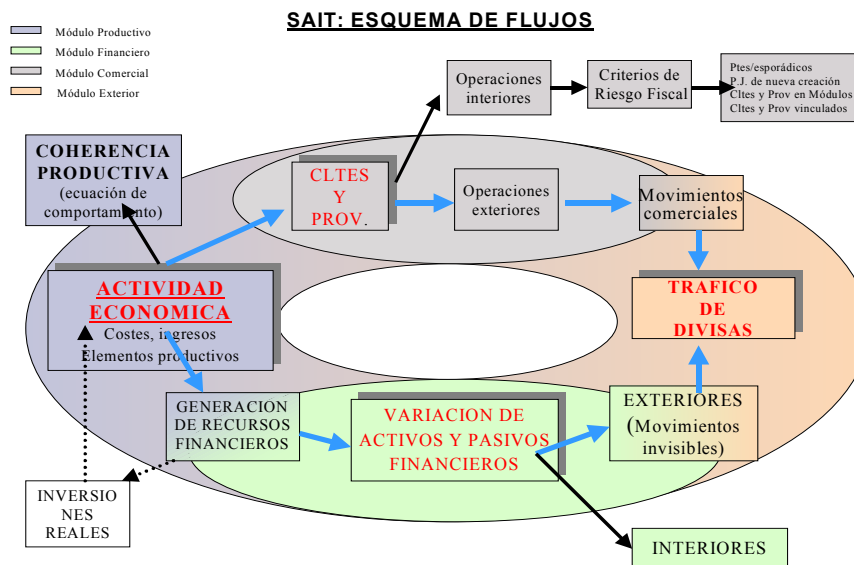 SAIT: ESQUEMA DE FLUJOS
Módulo Productivo
Módulo Financiero
Módulo Comercial
Módulo Exterior
Operaciones
interiores
Criterios de
Riesgo Fiscal
Ptes/esporádicos
P.J. de nueva creación
Cltes y Prov en Módulos
Cltes y Prov vinculados
COHERENCIA
PRODUCTIVA
(ecuación de
comportamiento)
CLTES
Y
PROV.
Operaciones
exteriores
Movimientos
comerciales
ACTIVIDAD
ECONOMICA
Costes, ingresos
Elementos productivos
TRAFICO
DE
DIVISAS
GENERACION
DE RECURSOS
FINANCIEROS
VARIACION DE
ACTIVOS Y PASIVOS
FINANCIEROS
EXTERIORES
(Movimientos
invisibles)
INVERSIO
NES
REALES
INTERIORES